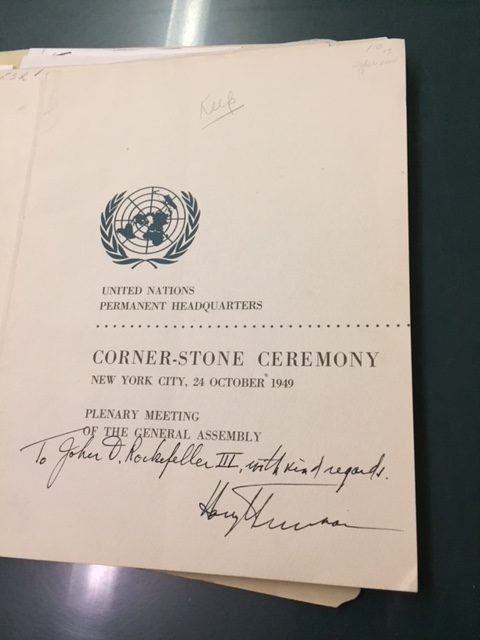 Keep
UNITED NATIONS
PERMANENT HEADQUARTERS
CORNER-STONE CEREMONY
NEW YORK CITY, 24 OCTOBER 1949
PLENARY MEETING
OF THE GENERAL ASSEMBLY
To John D. Rockefeller III, with kind regards.
Harry Truman